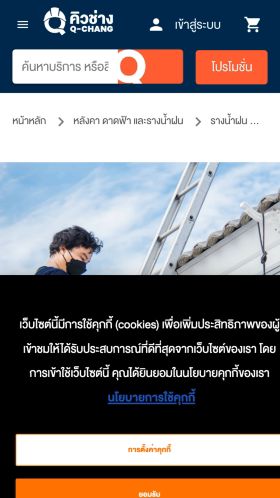 คิวช่าง
Q-CHANG
เข้าสู่ระบบ
ค้นหาบริการ หรือสิ
โปรโมชั่น
หน้าหลัก > หลังคา ดาดฟ้า และรางน้ำฝน > รางน้ำฝน ...
เว็บไซต์นี้มีการใช้คุกกี้ (cookies) เพื่อเพิ่มประสิทธิภาพของผู้
เข้าชมให้ได้รับประสบการณ์ที่ดีที่สุดจากเว็บไซต์ของเรา โดย
การเข้าใช้เว็บไซต์นี้ คุณได้ยินยอมในนโยบายคุกกี้ของเรา
นโยบายการใช้คุกกี้
การตั้งค่าคุกกี้
ยอมรับ